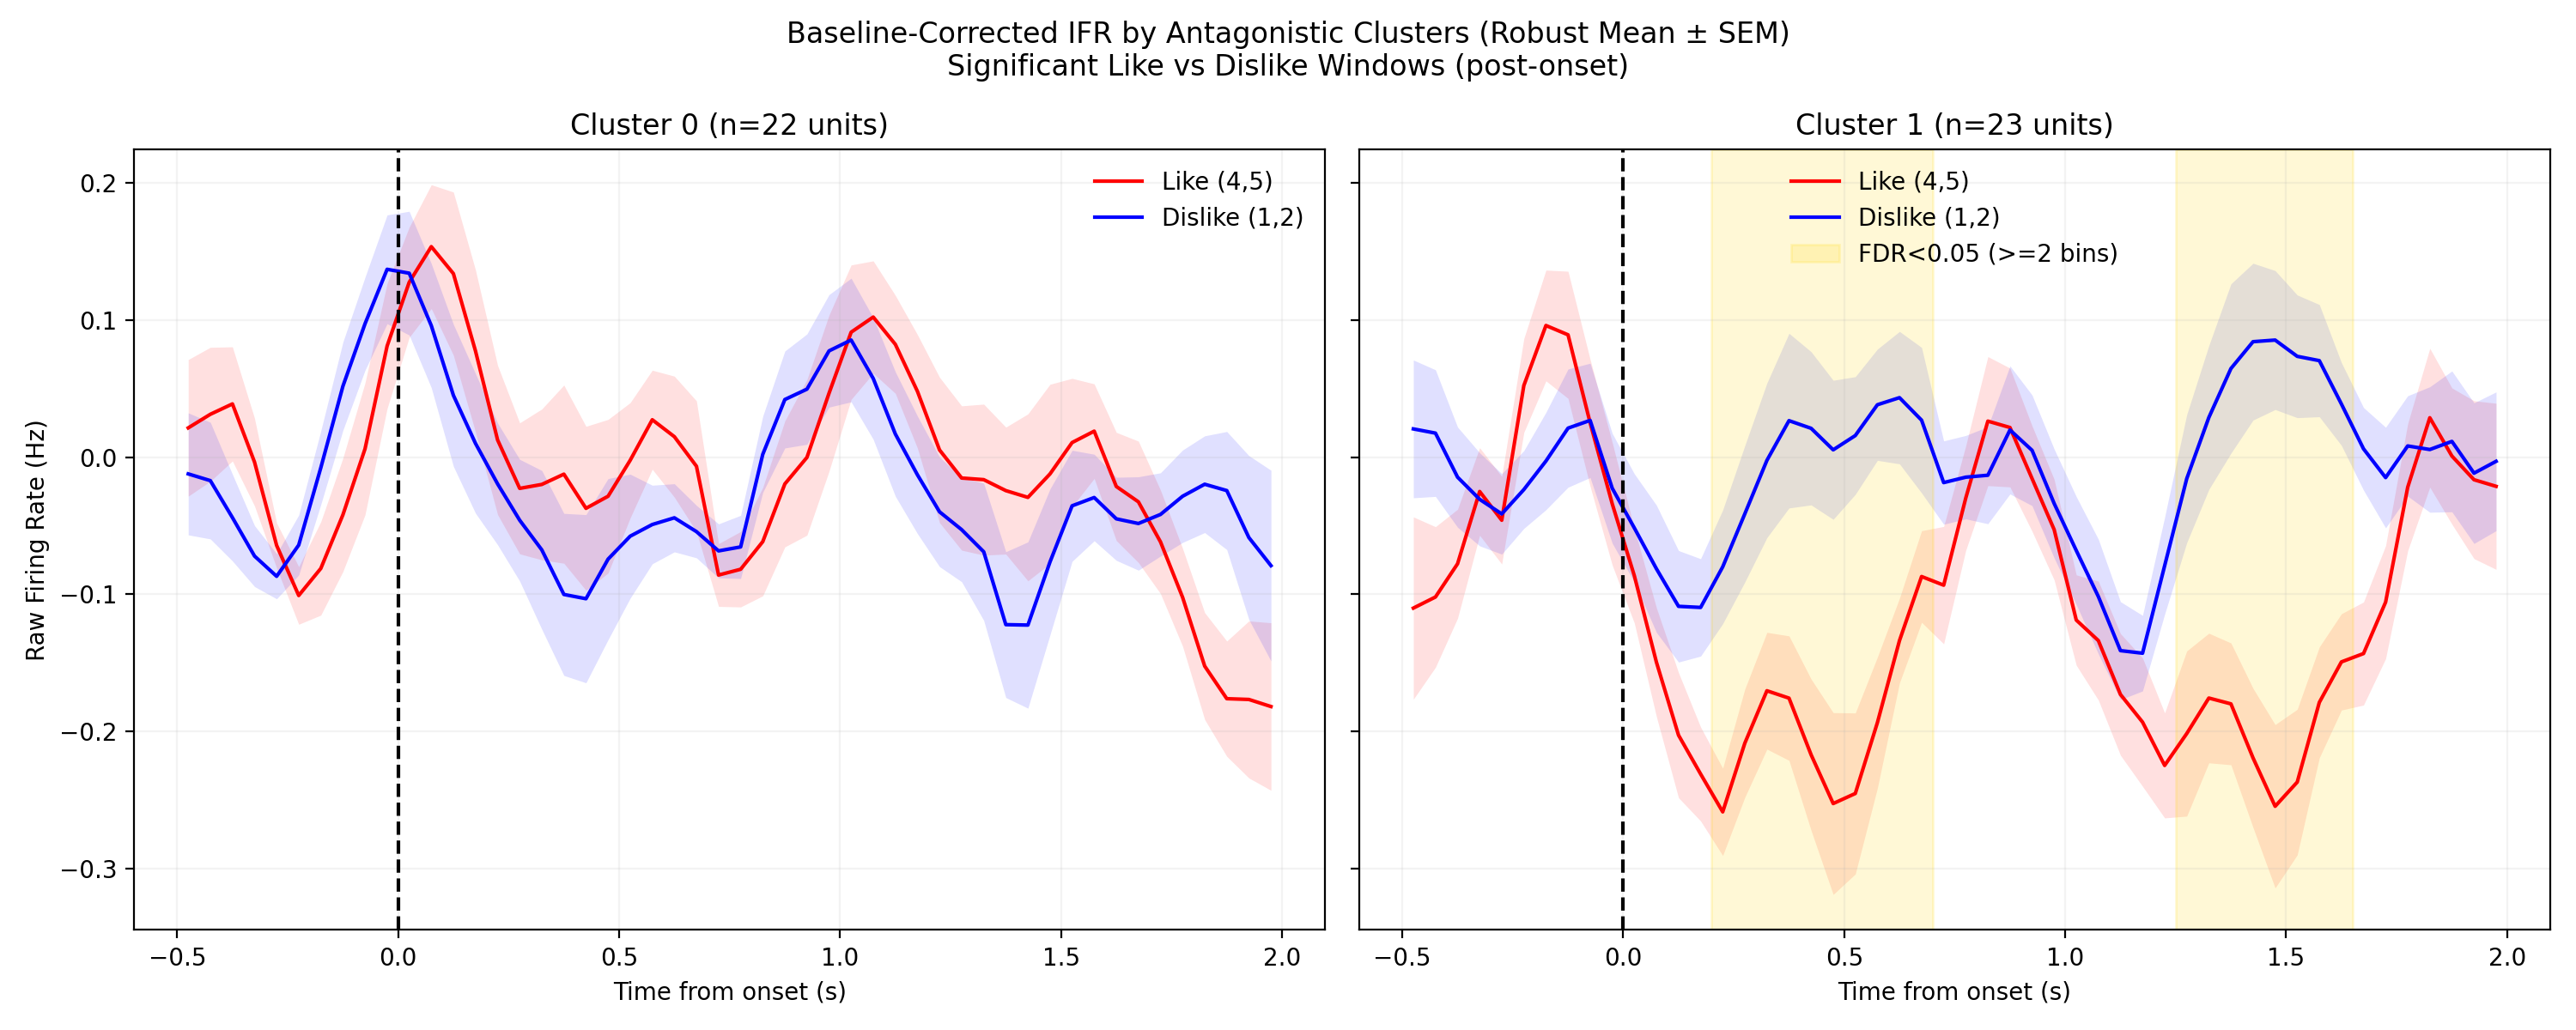 Baseline-Corrected IFR by Antagonistic Clusters (Robust Mean ± SEM)
Significant Like vs Dislike Windows (post-onset)
Cluster 0 (n=22 units)
Like (4,5)
Dislike (1,2)
Raw Firing Rate (Hz)
0.2
0.1
0.0
−0.1
−0.2
−0.3
−0.5
0.0
0.5
1.0
1.5
2.0
Time from onset (s)
Cluster 1 (n=23 units)
Like (4,5)
Dislike (1,2)
FDR<0.05 (>=2 bins)
−0.5
0.0
0.5
1.0
1.5
2.0
Time from onset (s)